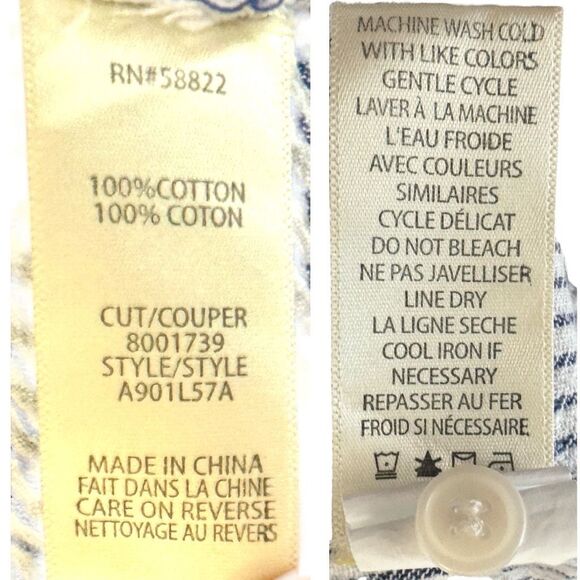 RN#58822
100%COTTON
100% COTON
CUT/COUPER
8001739
STYLE/STYLE
A901L57A
MADE IN CHINA
FAIT DANS LA CHINE
CARE ON REVERSE
NETTOYAGE AU REVERS
MACHINE WASH COLD
WITH LIKE COLORS
GENTLE CYCLE
LAVER À LA MACHINE
L'EAU FROIDE
AVEC COULEURS
SIMILAIRES
CYCLE DÉLICAT
DO NOT BLEACH
NE PAS JAVELLISER
LINE DRY
LA LIGNE SECHE
COOL IRON IF
NECESSARY
REPASSER AU FER
FROID SI NÉCESSAIRE